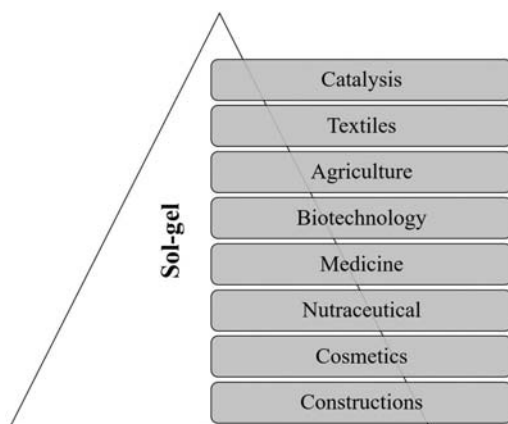 Sol-gel
Catalysis
Textiles
Agriculture
Biotechnology
Medicine
Nutraceutical
Cosmetics
Constructions